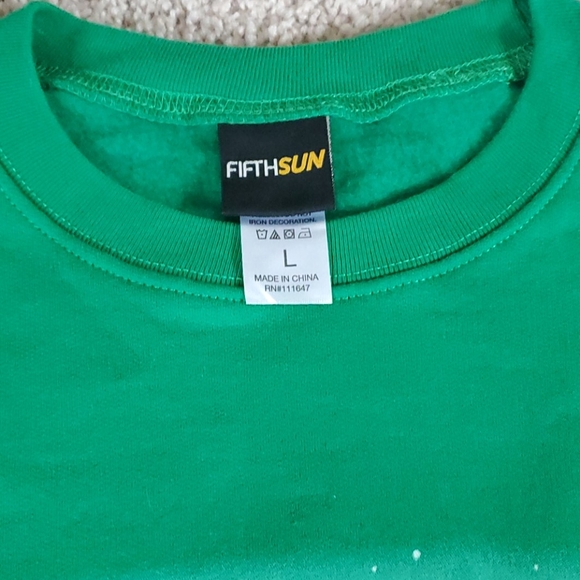 FIFTHSUN
IRON DECORATION.
L
MADE IN CHINA
RN#111647